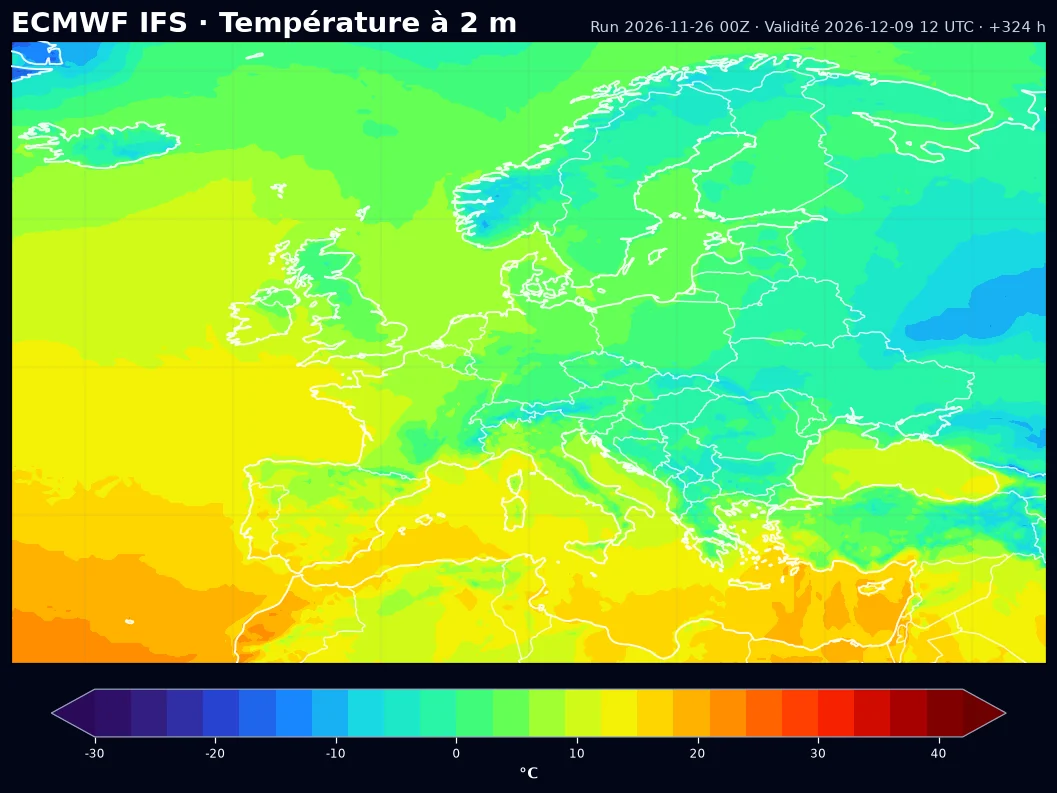 ECMWF IFS · Température à 2 m
Run 2026-11-26 00Z · Validité 2026-12-09 12 UTC · +324 h
-30 -20 -10 0 10 20 30 40
°C